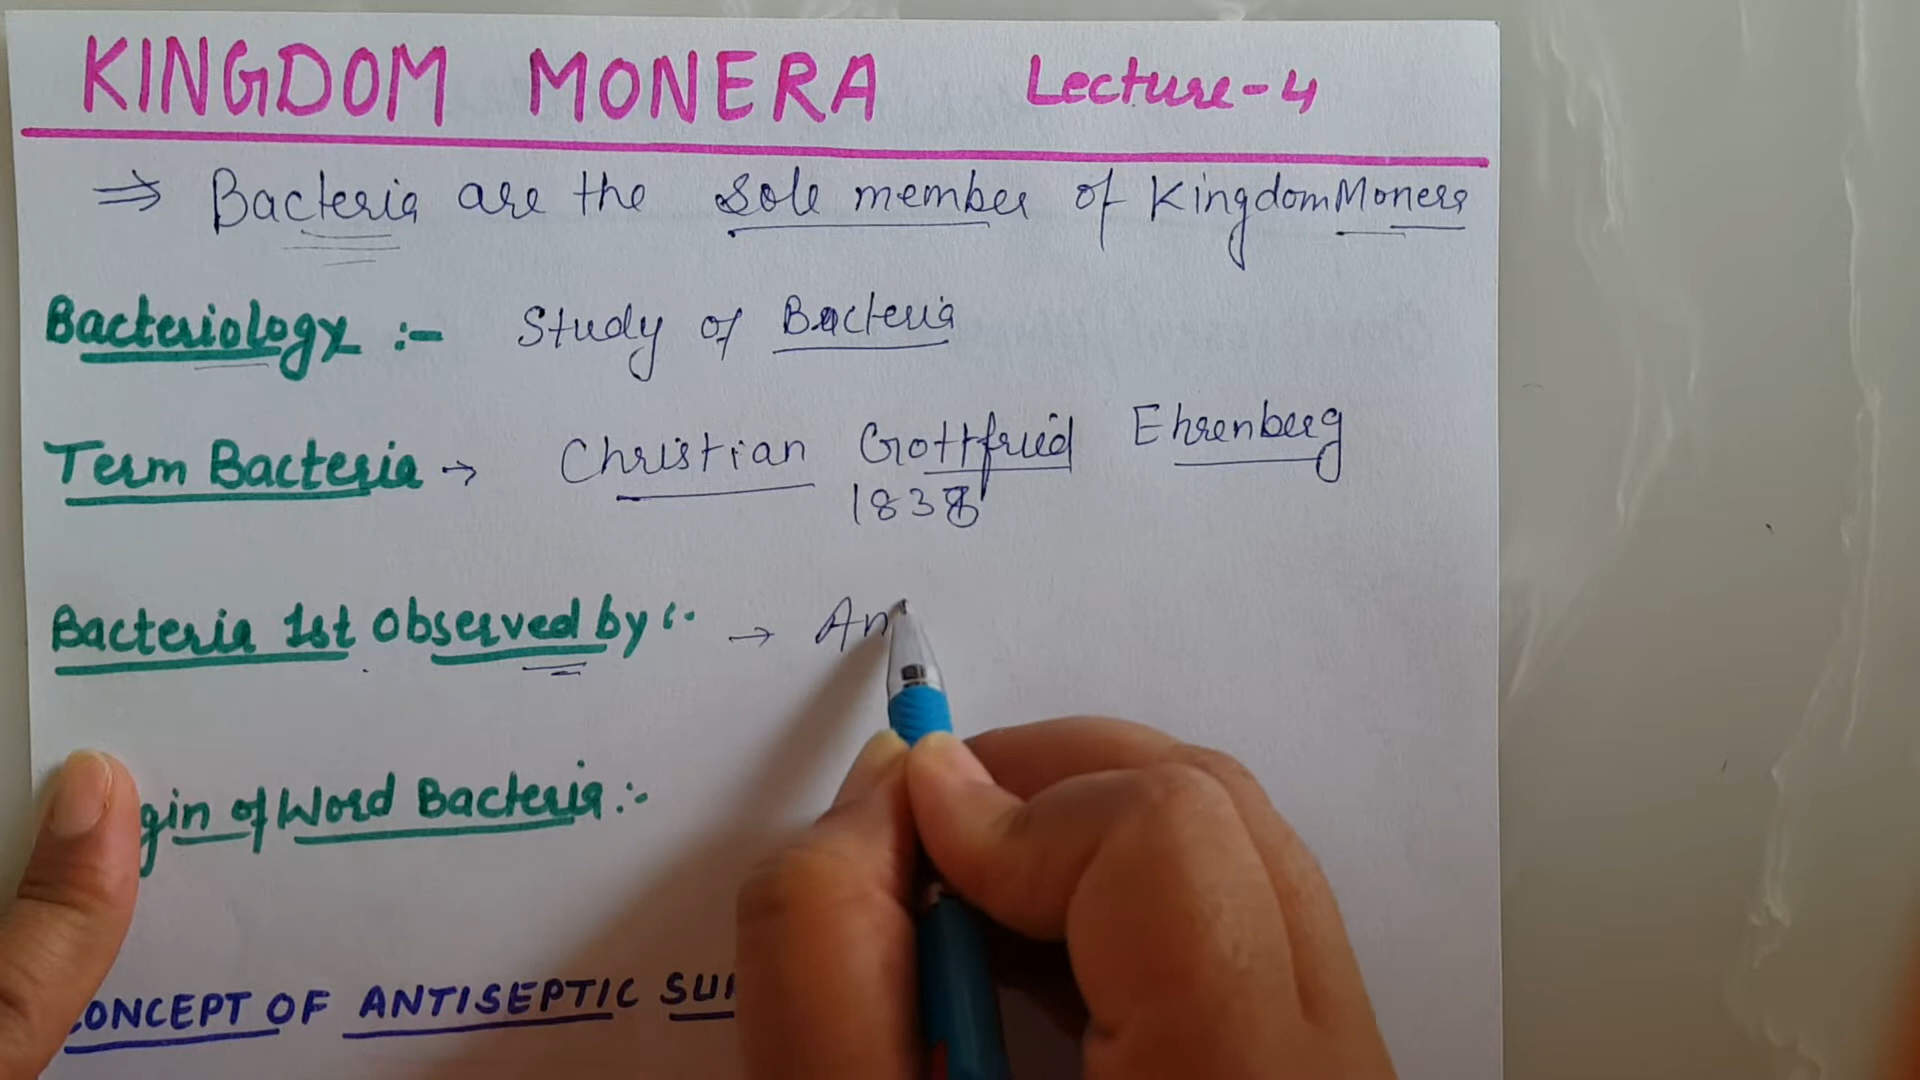 KINGDOM MONERA Lecture-4
⇒ Bacteria are the sole member of Kingdom Monera
Bacteriology :- Study of Bacteria
Term Bacteria → Christian Gottfried Ehrenberg
1838
Bacteria 1st Observed by :- → An
gin of Word Bacteria :-
ONCEPT OF ANTISEPTIC SU